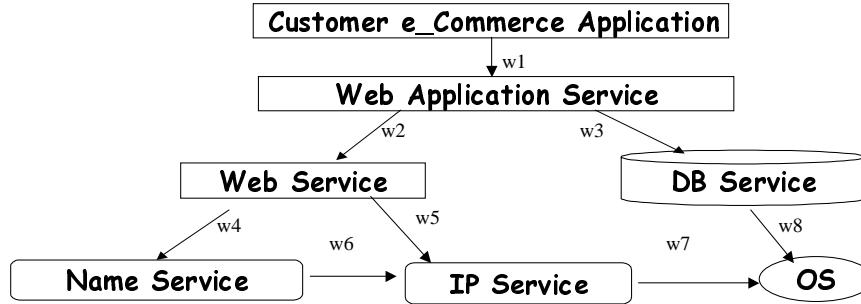 Customer e_Commerce Application
w1
Web Application Service
w2
w3
Web Service
DB Service
w4
w5
w6
w7
w8
Name Service
IP Service
OS